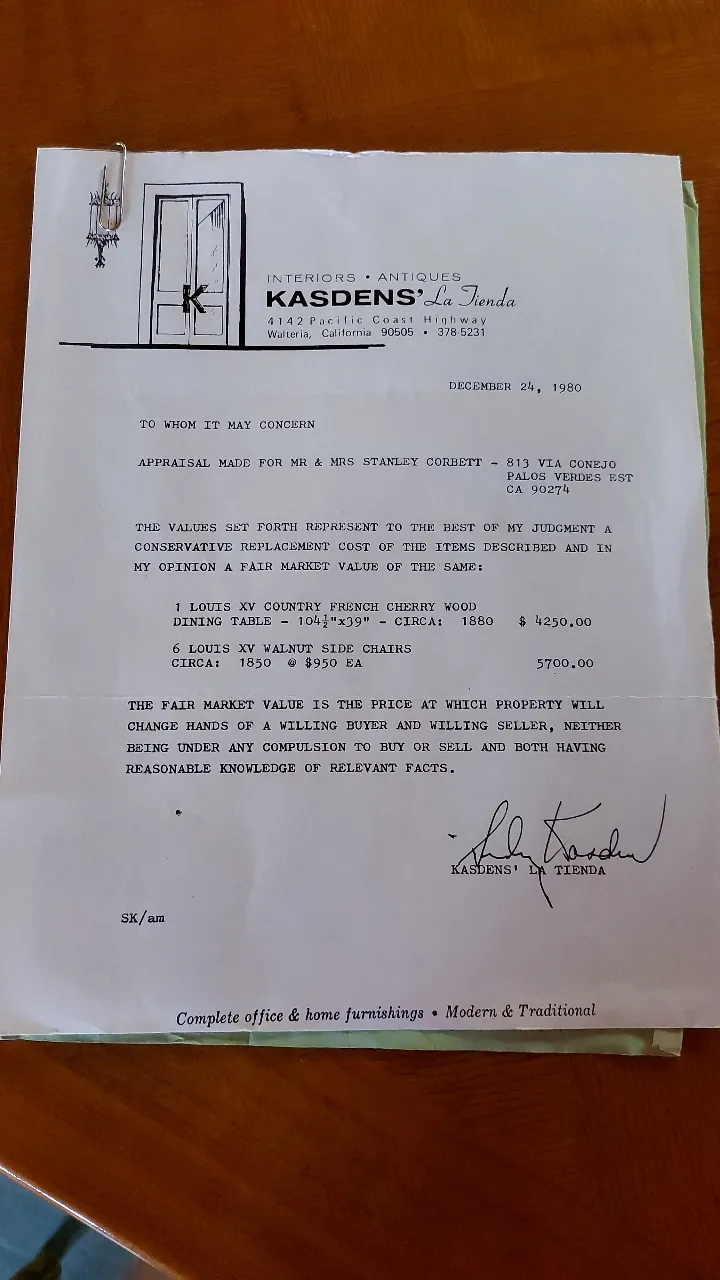 K
INTERIORS • ANTIQUES
KASDENS' La Tienda
4142 Pacific Coast Highway
Walteria, California 90505 • 378-5231
DECEMBER 24, 1980
TO WHOM IT MAY CONCERN
APPRAISAL MADE FOR MR & MRS STANLEY CORBETT - 813 VIA CONEJO
PALOS VERDES EST
CA 90274
THE VALUES SET FORTH REPRESENT TO THE BEST OF MY JUDGMENT A
CONSERVATIVE REPLACEMENT COST OF THE ITEMS DESCRIBED AND IN
MY OPINION A FAIR MARKET VALUE OF THE SAME:
1 LOUIS XV COUNTRY FRENCH CHERRY WOOD
DINING TABLE - 104½"x39" - CIRCA: 1880 $ 4250.00
6 LOUIS XV WALNUT SIDE CHAIRS
CIRCA: 1850 @ $950 EA 5700.00
THE FAIR MARKET VALUE IS THE PRICE AT WHICH PROPERTY WILL
CHANGE HANDS OF A WILLING BUYER AND WILLING SELLER, NEITHER
BEING UNDER ANY COMPULSION TO BUY OR SELL AND BOTH HAVING
REASONABLE KNOWLEDGE OF RELEVANT FACTS.
Kasden
KASDENS' LA TIENDA
SK/am
Complete office & home furnishings • Modern & Traditional